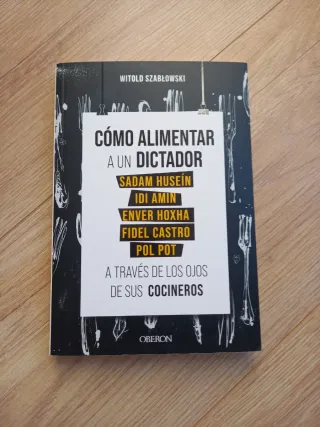 WITOLD SZABŁOWSKI
CÓMO ALIMENTAR
A UN DICTADOR
SADAM HUSEÍN
IDI AMIN
ENVER HOXHA
FIDEL CASTRO
POL POT
A TRAVÉS DE LOS OJOS
DE SUS COCINEROS
OBERON